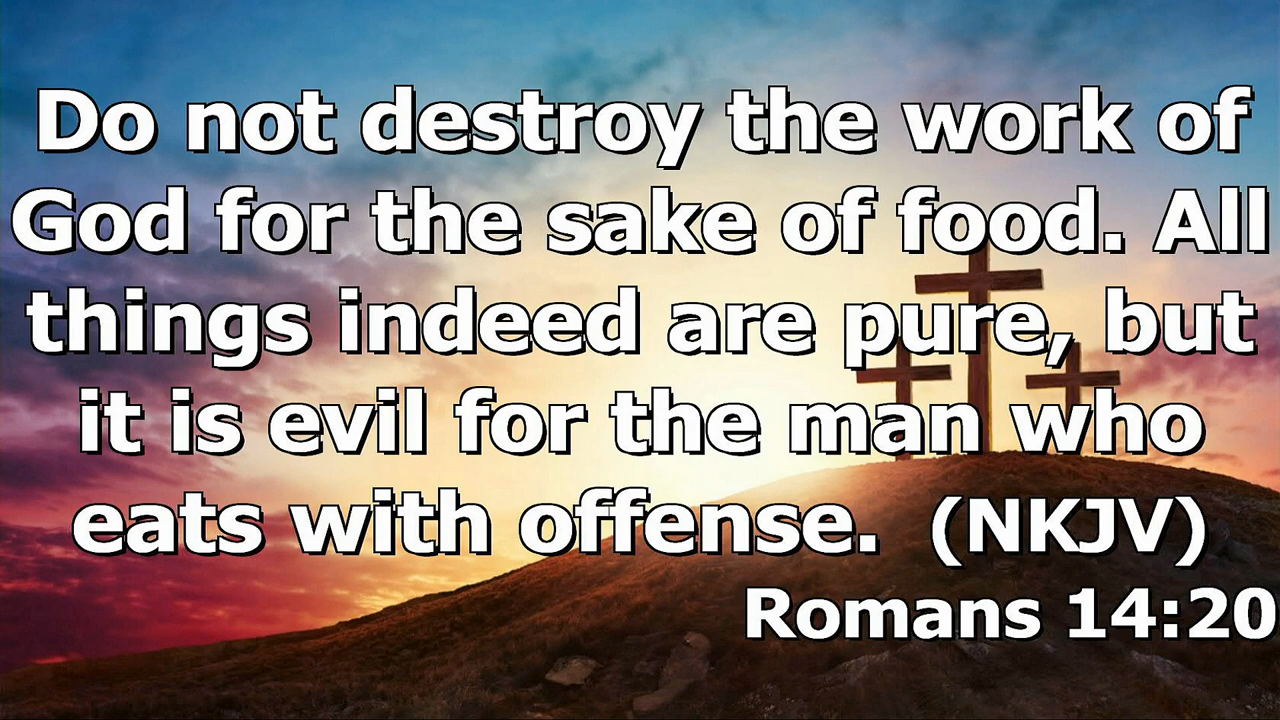 Do not destroy the work of
God for the sake of food. All
things indeed are pure, but
it is evil for the man who
eats with offense.  (NKJV)
Romans 14:20